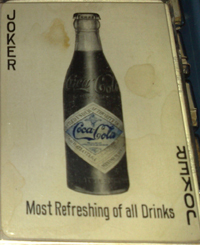 JOKER
Coca-Cola
Coca-Cola
Most Refreshing of all Drinks
JOKER